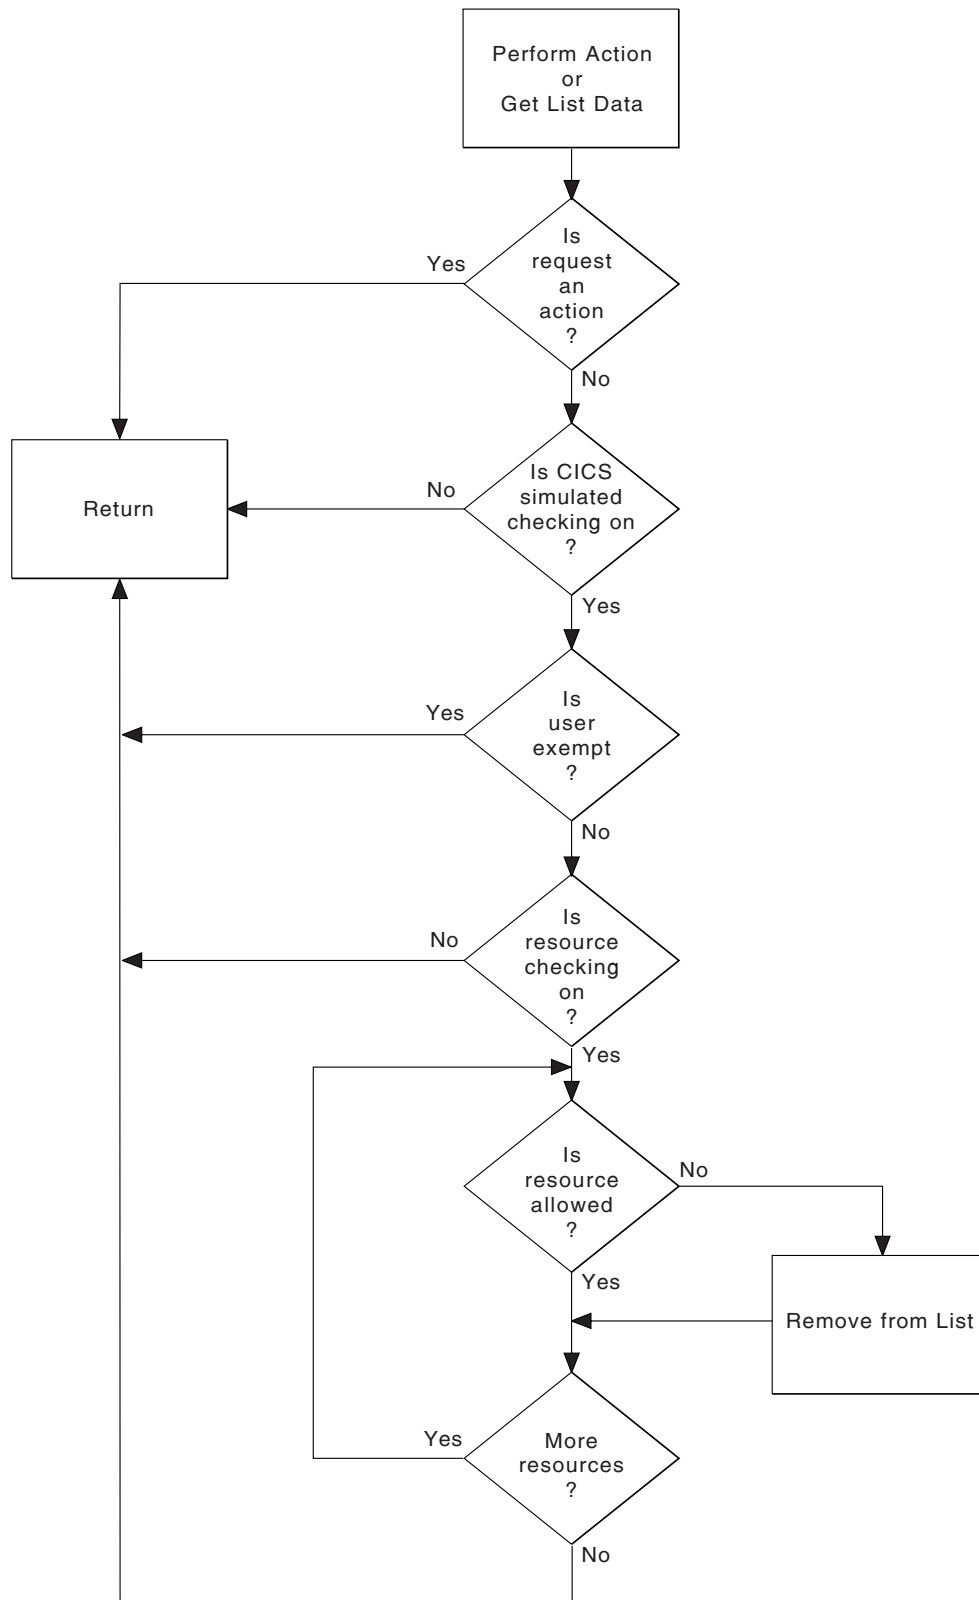 Perform Action
or
Get List Data
Is
request
an
action
?
Yes
No
Return
Is CICS
simulated
checking on
?
No
Yes
Is
user
exempt
?
Yes
No
Is
resource
checking
on
?
No
Yes
Is
resource
allowed
?
No
Yes
Remove from List
More
resources
?
Yes
No